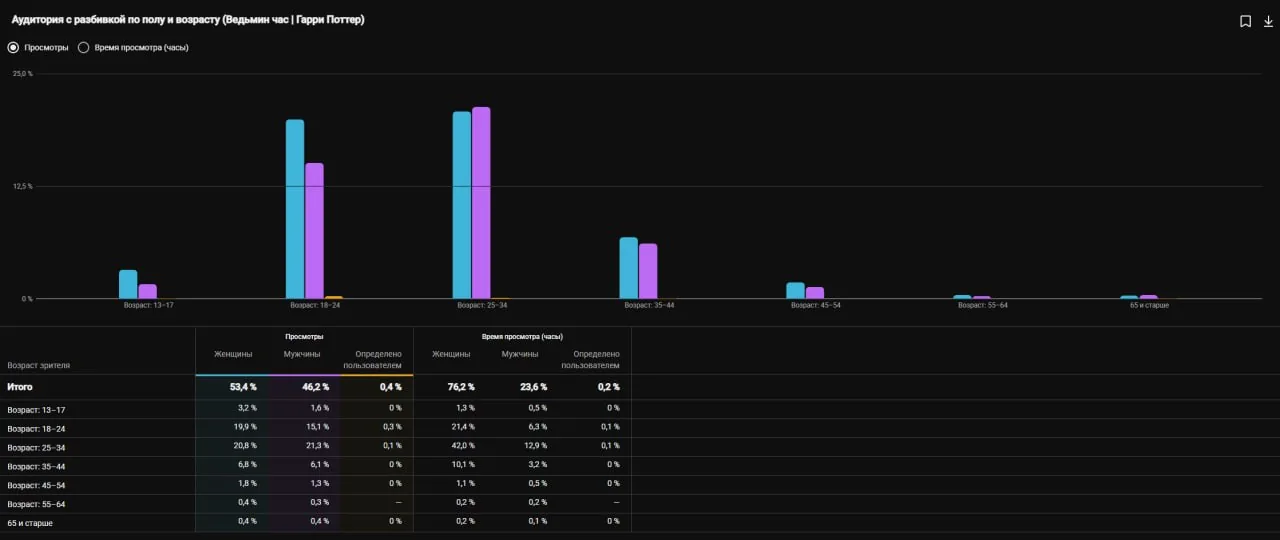 Аудитория с разбивкой по полу и возрасту (Ведьмин час | Гарри Поттер)
Просмотры Время просмотра (часы)
25,0 %
12,5 %
0 %
Возраст: 13–17 Возраст: 18–24 Возраст: 25–34 Возраст: 35–44 Возраст: 45–54 Возраст: 55–64 65 и старше
Просмотры Время просмотра (часы)
Возраст зрителя Женщины Мужчины Определено пользователем Женщины Мужчины Определено пользователем
Итого 53,4 % 46,2 % 0,4 % 76,2 % 23,6 % 0,2 %
Возраст: 13–17 3,2 % 1,6 % 0 % 1,3 % 0,5 % 0 %
Возраст: 18–24 19,9 % 15,1 % 0,3 % 21,4 % 6,3 % 0,1 %
Возраст: 25–34 20,8 % 21,3 % 0,1 % 42,0 % 12,9 % 0,1 %
Возраст: 35–44 6,8 % 6,1 % 0 % 10,1 % 3,2 % 0 %
Возраст: 45–54 1,8 % 1,3 % 0 % 1,1 % 0,5 % 0 %
Возраст: 55–64 0,4 % 0,3 % — 0,2 % 0,2 % —
65 и старше 0,4 % 0,4 % 0 % 0,2 % 0,1 % 0 %